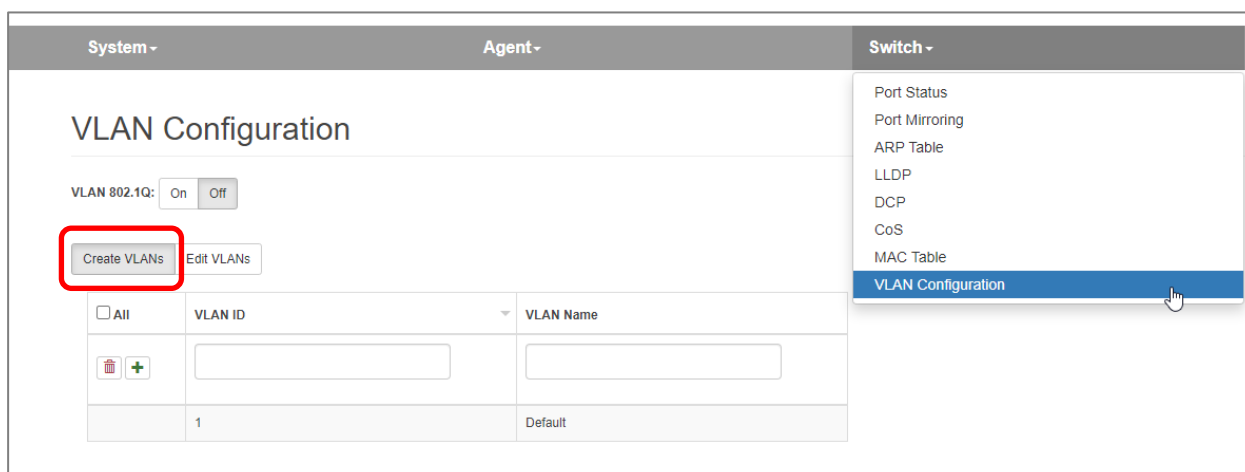 System
Agent
Switch
Port Status
Port Mirroring
ARP Table
LLDP
DCP
CoS
MAC Table
VLAN Configuration
VLAN Configuration
VLAN 802.1Q: On Off
Create VLANs Edit VLANs
All VLAN ID VLAN Name
1 Default